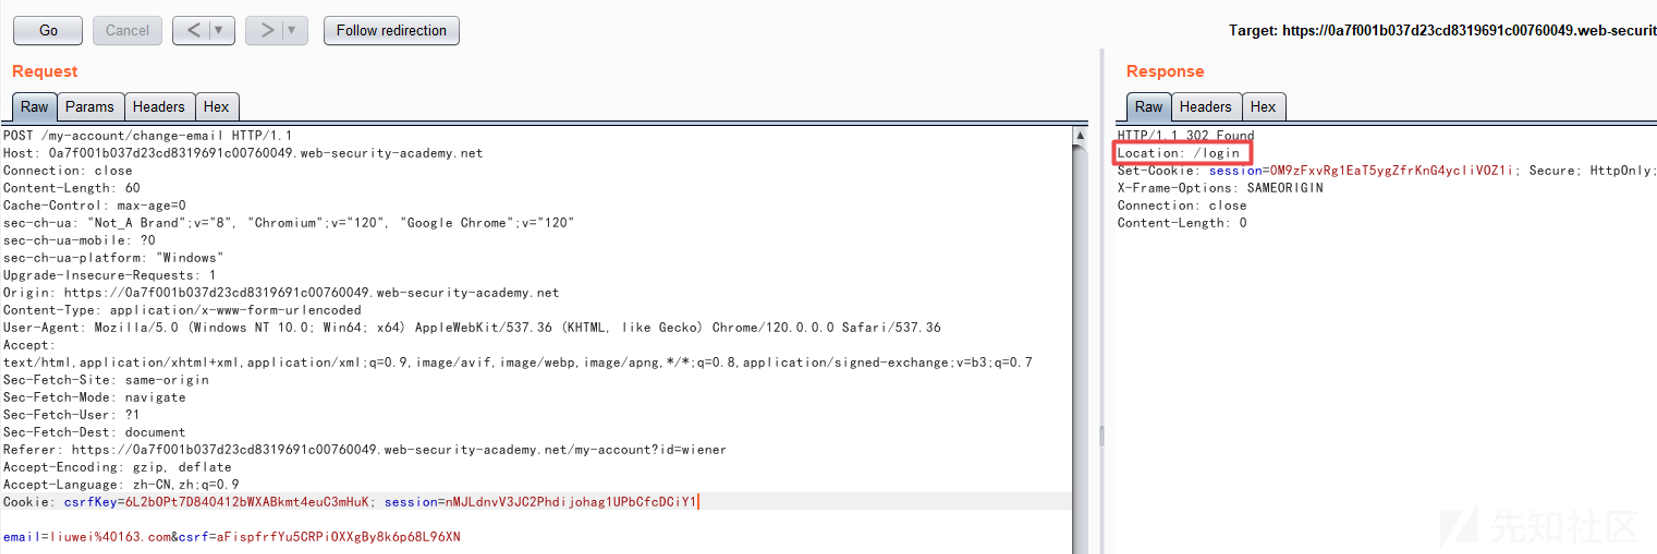 Go Cancel < ▼ > ▼ Follow redirection Target: https://0a7f001b037d23cd8319691c00760049.web-securit
Request
Raw Params Headers Hex
POST /my-account/change-email HTTP/1.1
Host: 0a7f001b037d23cd8319691c00760049.web-security-academy.net
Connection: close
Content-Length: 60
Cache-Control: max-age=0
sec-ch-ua: "Not_A Brand";v="8", "Chromium";v="120", "Google Chrome";v="120"
sec-ch-ua-mobile: ?0
sec-ch-ua-platform: "Windows"
Upgrade-Insecure-Requests: 1
Origin: https://0a7f001b037d23cd8319691c00760049.web-security-academy.net
Content-Type: application/x-www-form-urlencoded
User-Agent: Mozilla/5.0 (Windows NT 10.0; Win64; x64) AppleWebKit/537.36 (KHTML, like Gecko) Chrome/120.0.0.0 Safari/537.36
Accept:
text/html,application/xhtml+xml,application/xml;q=0.9,image/avif,image/webp,image/apng,*/*;q=0.8,application/signed-exchange;v=b3;q=0.7
Sec-Fetch-Site: same-origin
Sec-Fetch-Mode: navigate
Sec-Fetch-User: ?1
Sec-Fetch-Dest: document
Referer: https://0a7f001b037d23cd8319691c00760049.web-security-academy.net/my-account?id=wiener
Accept-Encoding: gzip, deflate
Accept-Language: zh-CN,zh;q=0.9
Cookie: csrfKey=6L2bOPt7D840412bWXABkmt4euC3mHuK; session=nMJLdnvV3JC2Phdijohag1UPbCfcDCiY1
email=liuwei%40163.com&csrf=aFispfrfYu5CRPiOXXgBy8k6p68L96XN
Response
Raw Headers Hex
HTTP/1.1 302 Found
Location: /login
Set-Cookie: session=OM9zFxvRg1EaT5ygZfrKnG4ycIiVOZ1i; Secure; HttpOnly;
X-Frame-Options: SAMEORIGIN
Connection: close
Content-Length: 0
先知社区